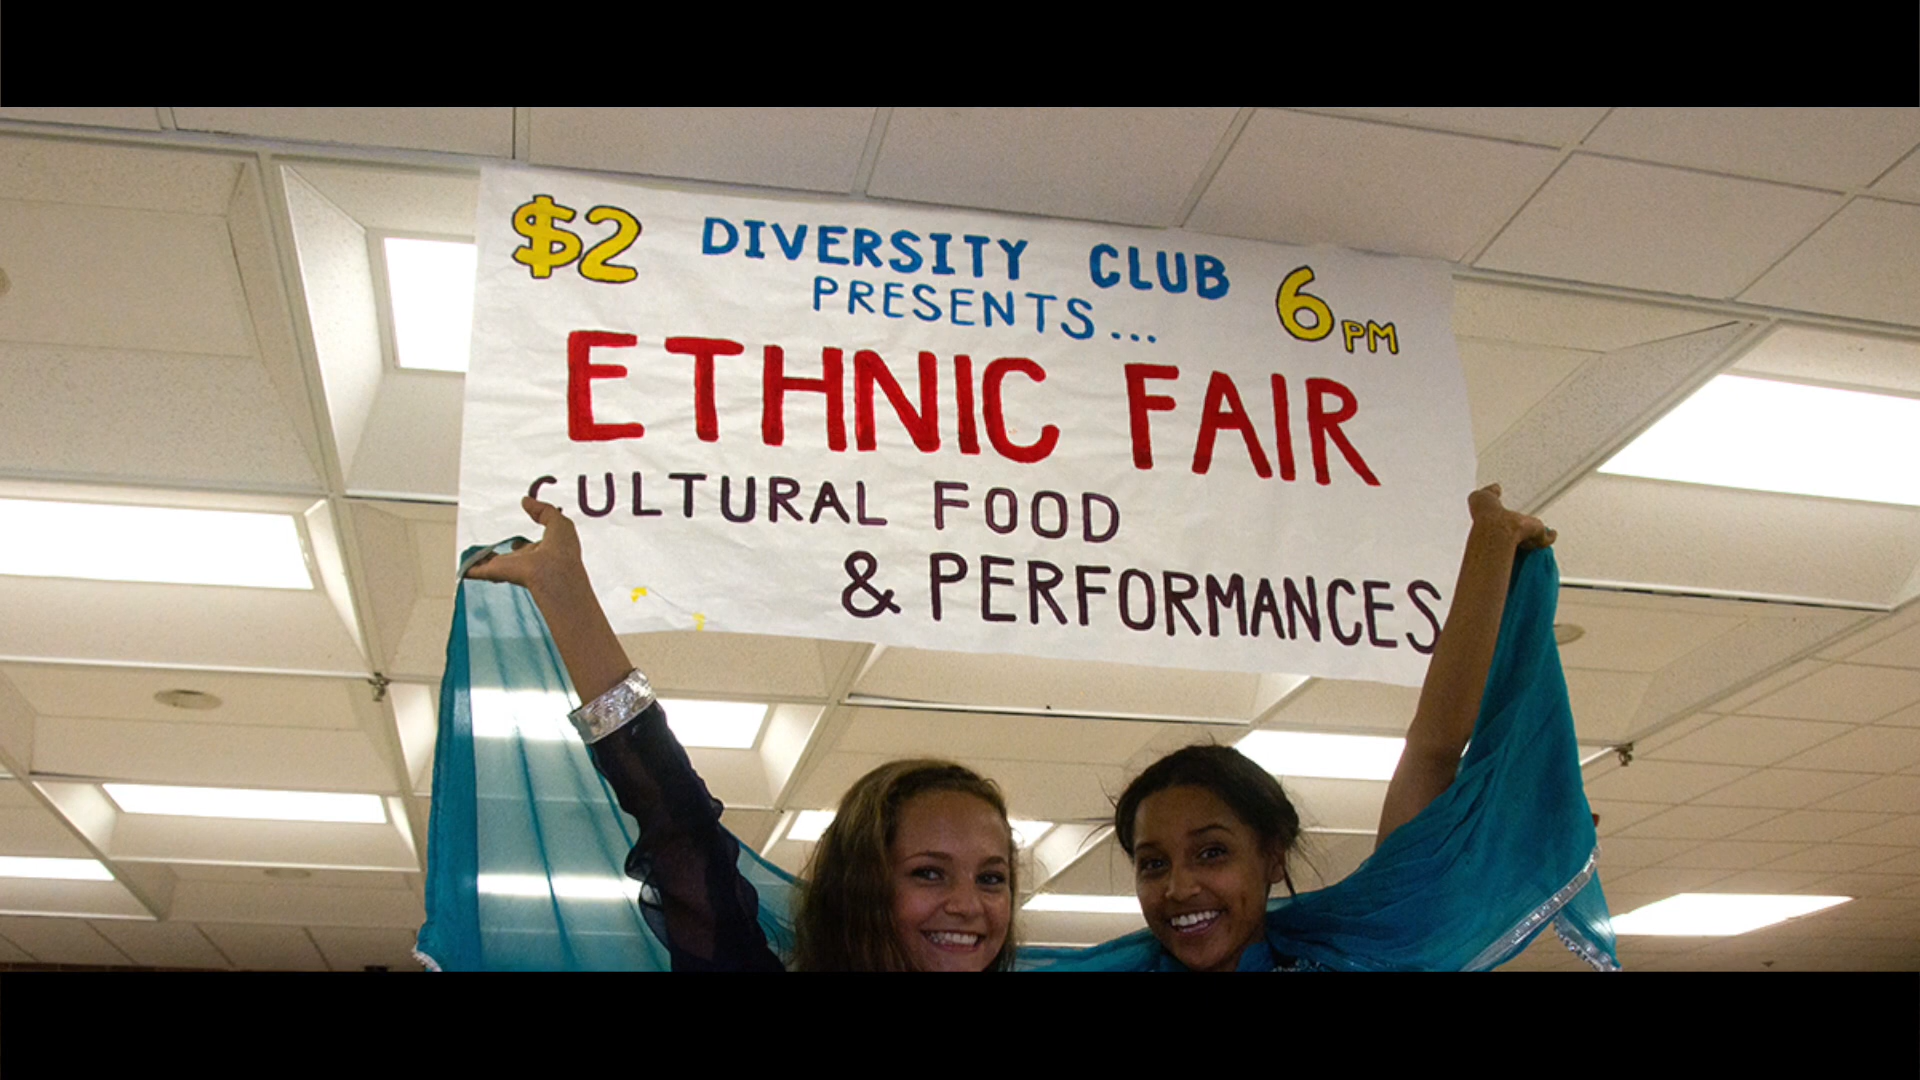 $2 DIVERSITY CLUB 6 PM
PRESENTS...
ETHNIC FAIR
CULTURAL FOOD
& PERFORMANCES